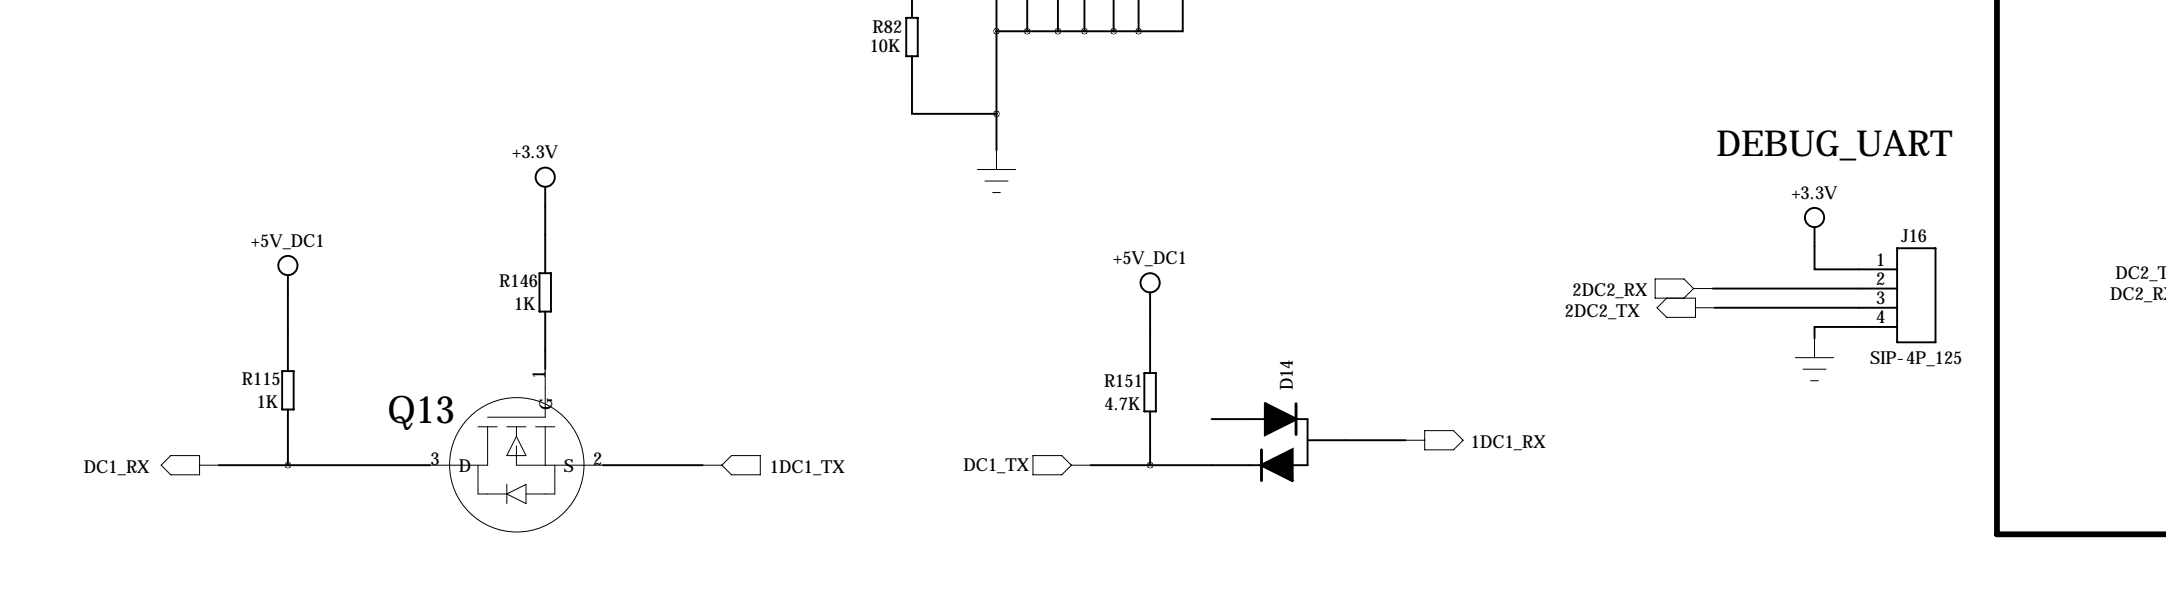 R82
10K
DEBUG_UART
+3.3V
+3.3V
J16
+5V_DC1
+5V_DC1
1
2
3
4
2DC2_RX
2DC2_TX
SIP-4P_125
R146
1K
1
G
R115
1K
Q13
DC1_RX
3
D
S
2
1DC1_TX
R151
4.7K
D14
DC1_TX
1DC1_RX
DC2_T
DC2_R